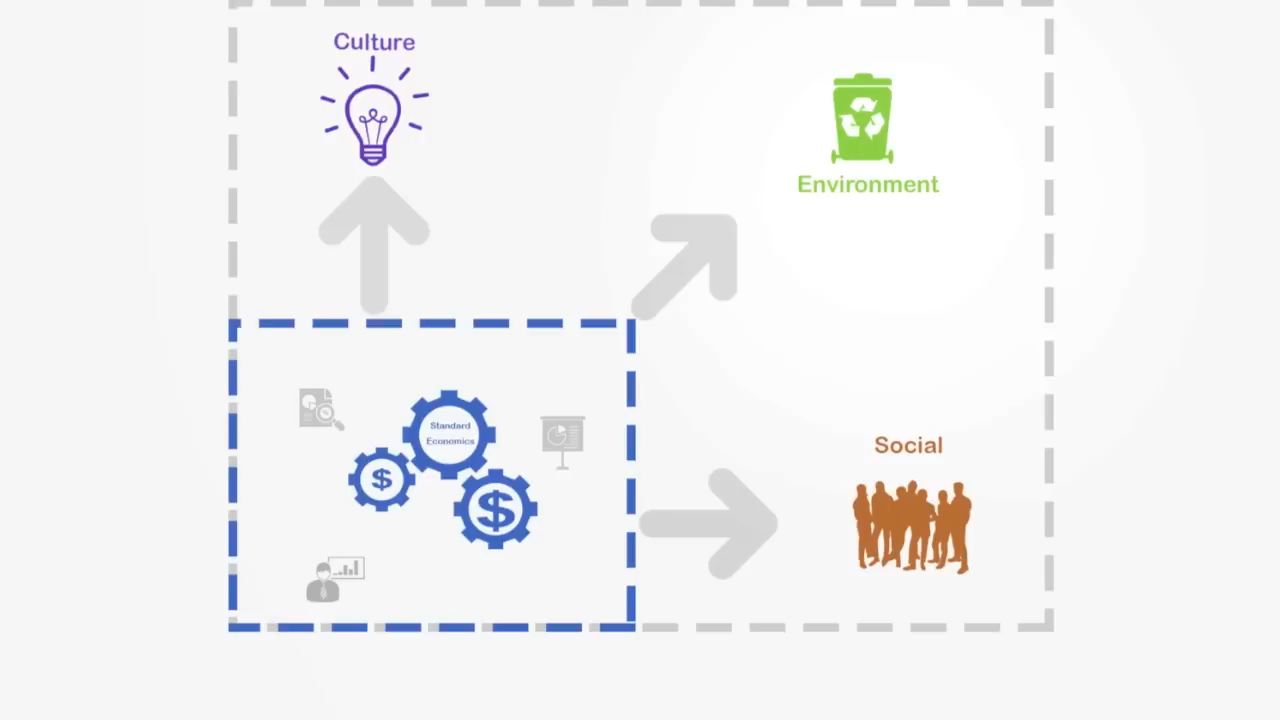 Culture
Environment
Standard
Economics
$
$
Social